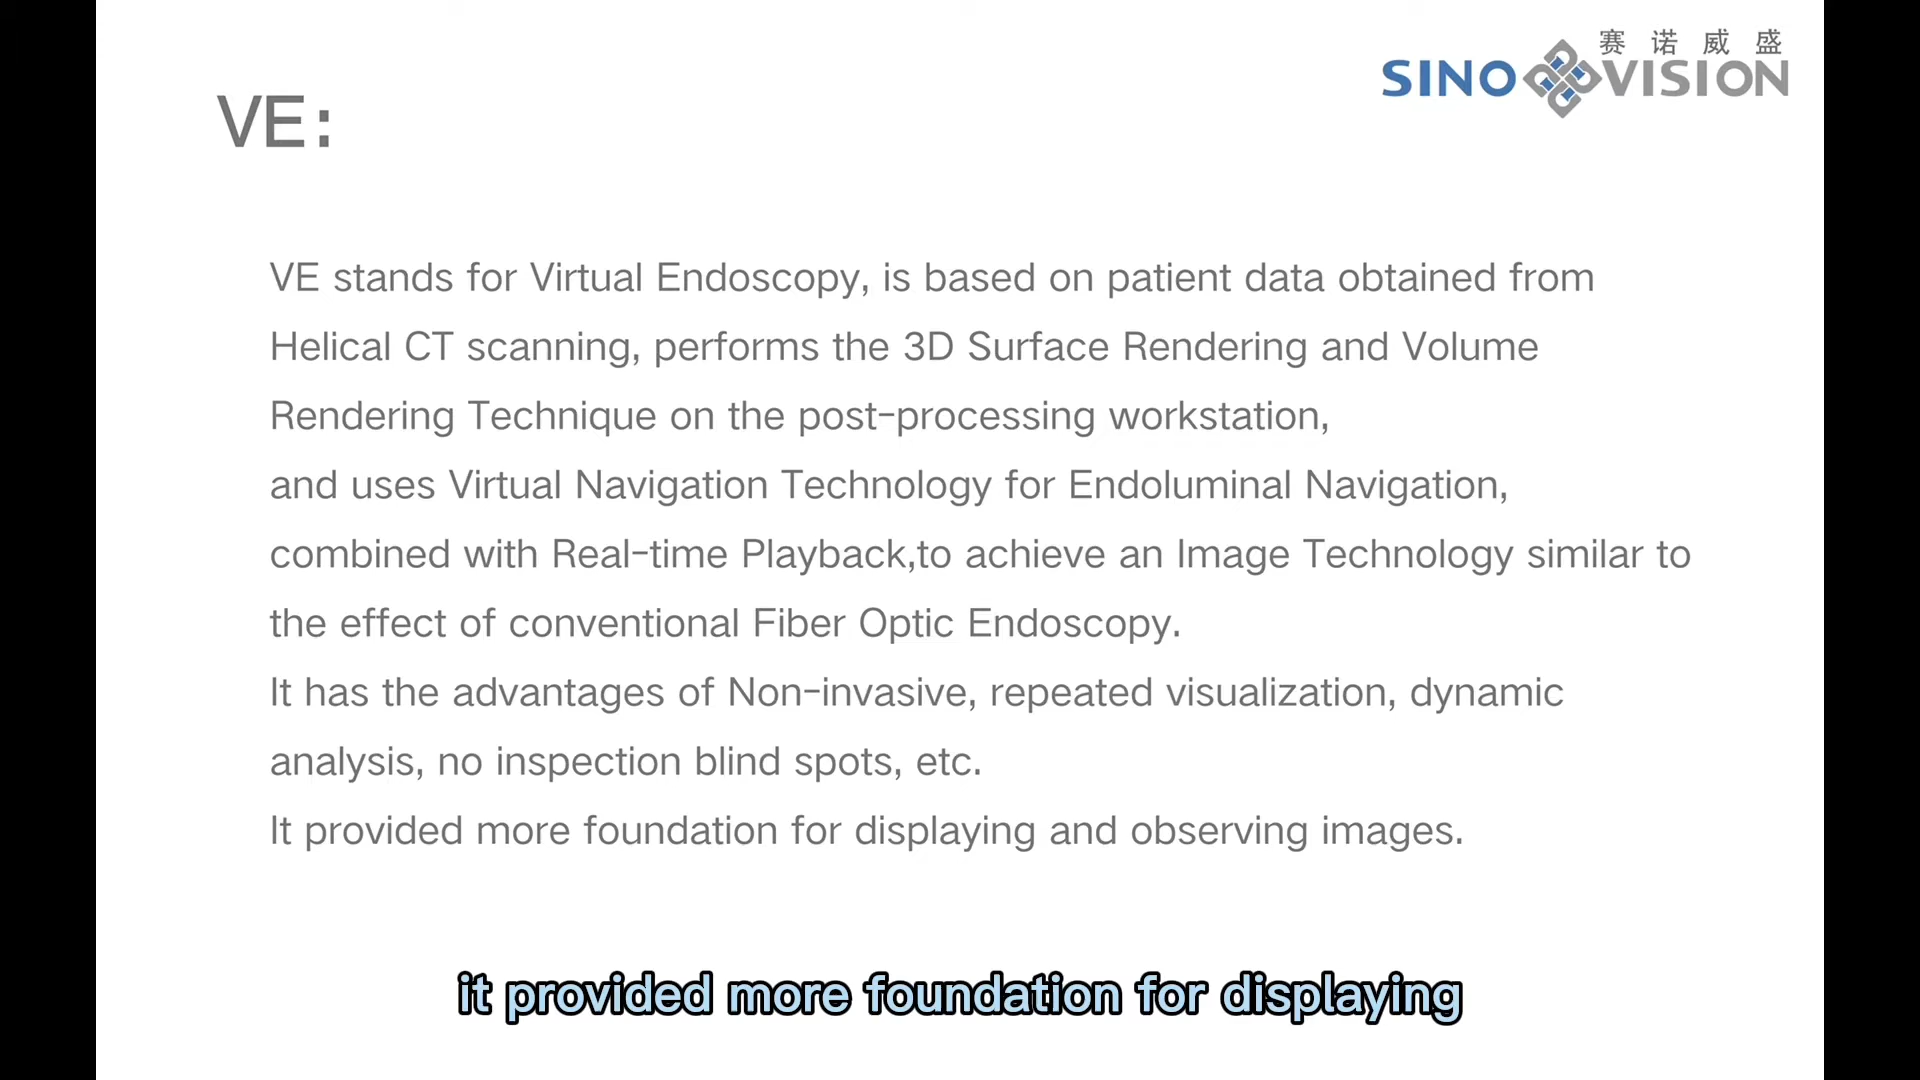 赛诺威盛
SINO VISION
VE:
VE stands for Virtual Endoscopy, is based on patient data obtained from
Helical CT scanning, performs the 3D Surface Rendering and Volume
Rendering Technique on the post-processing workstation,
and uses Virtual Navigation Technology for Endoluminal Navigation,
combined with Real-time Playback,to achieve an Image Technology similar to
the effect of conventional Fiber Optic Endoscopy.
It has the advantages of Non-invasive, repeated visualization, dynamic
analysis, no inspection blind spots, etc.
It provided more foundation for displaying and observing images.
it provided more foundation for displaying